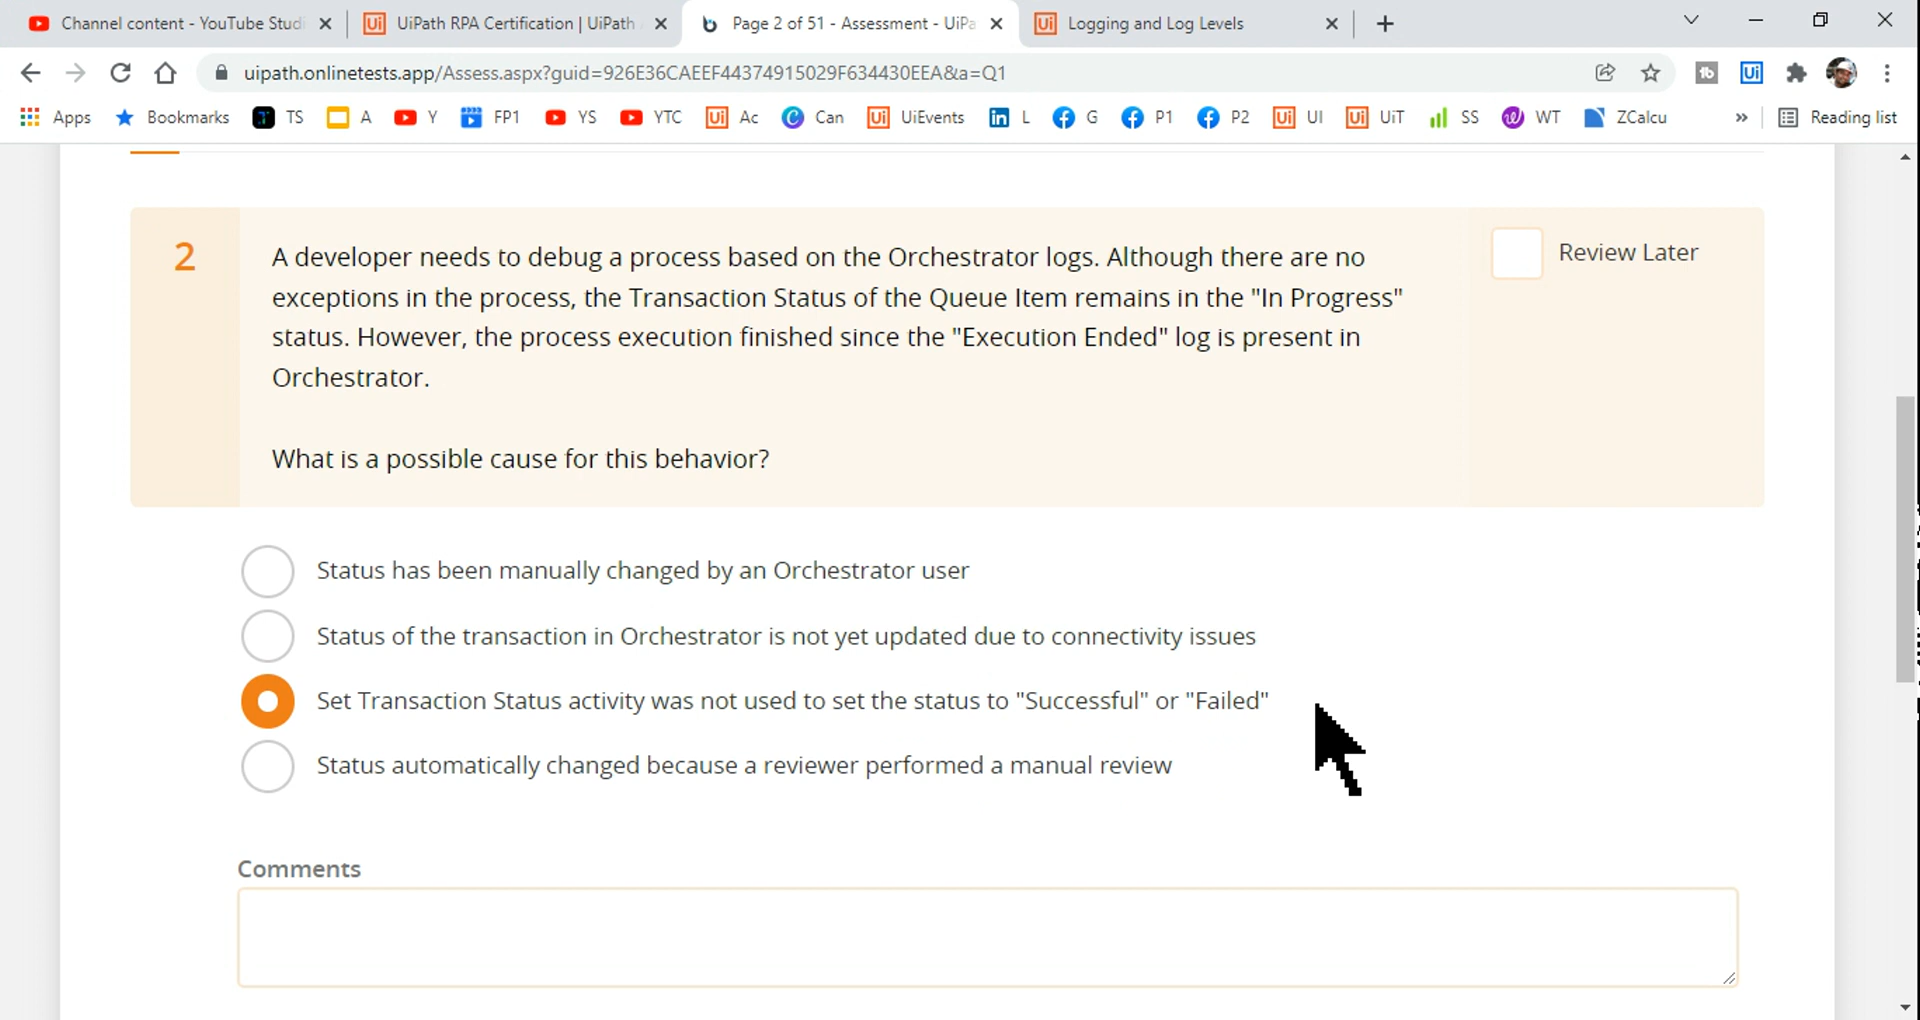 Channel content - YouTube Studi
UiPath RPA Certification | UiPath
Page 2 of 51 - Assessment - UiPa
Logging and Log Levels
uipath.onlinetests.app/Assess.aspx?guid=926E36CAEEF44374915029F634430EEA&a=Q1
Apps Bookmarks TS A Y FP1 YS YTC Ac Can UiEvents L G P1 P2 UI UiT SS WT ZCalcu » Reading list
2
A developer needs to debug a process based on the Orchestrator logs. Although there are no
exceptions in the process, the Transaction Status of the Queue Item remains in the "In Progress"
status. However, the process execution finished since the "Execution Ended" log is present in
Orchestrator.
What is a possible cause for this behavior?
Review Later
Status has been manually changed by an Orchestrator user
Status of the transaction in Orchestrator is not yet updated due to connectivity issues
Set Transaction Status activity was not used to set the status to "Successful" or "Failed"
Status automatically changed because a reviewer performed a manual review
Comments